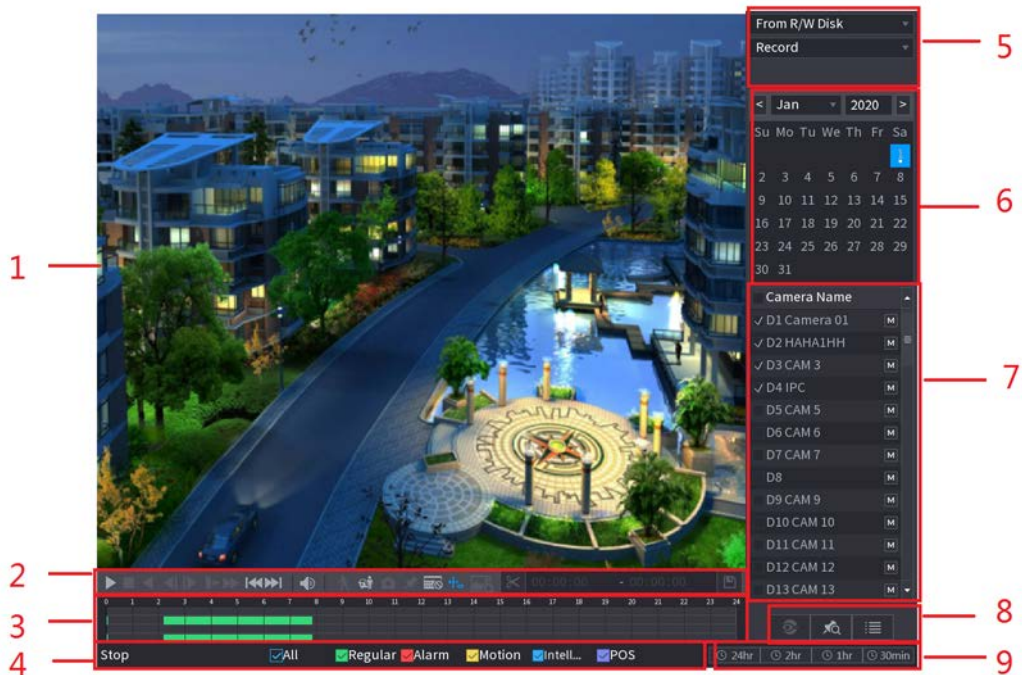 From R/W Disk
Record
5
< Jan 2020 >
Su Mo Tu We Th Fr Sa
1
2 3 4 5 6 7 8
9 10 11 12 13 14 15
16 17 18 19 20 21 22
23 24 25 26 27 28 29
30 31
6
1
Camera Name
D1 Camera 01 M
D2 HAHA1HH M
D3 CAM 3 M
D4 IPC M
D5 CAM 5 M
D6 CAM 6 M
D7 CAM 7 M
D8 M
D9 CAM 9 M
D10 CAM 10 M
D11 CAM 11 M
D12 CAM 12 M
D13 CAM 13 M
7
2
00:00:00 - 00:00:00
3
0 1 2 3 4 5 6 7 8 9 10 11 12 13 14 15 16 17 18 19 20 21 22 23 24
8
4
Stop All Regular Alarm Motion Intell... POS
24hr 2hr 1hr 30min
9